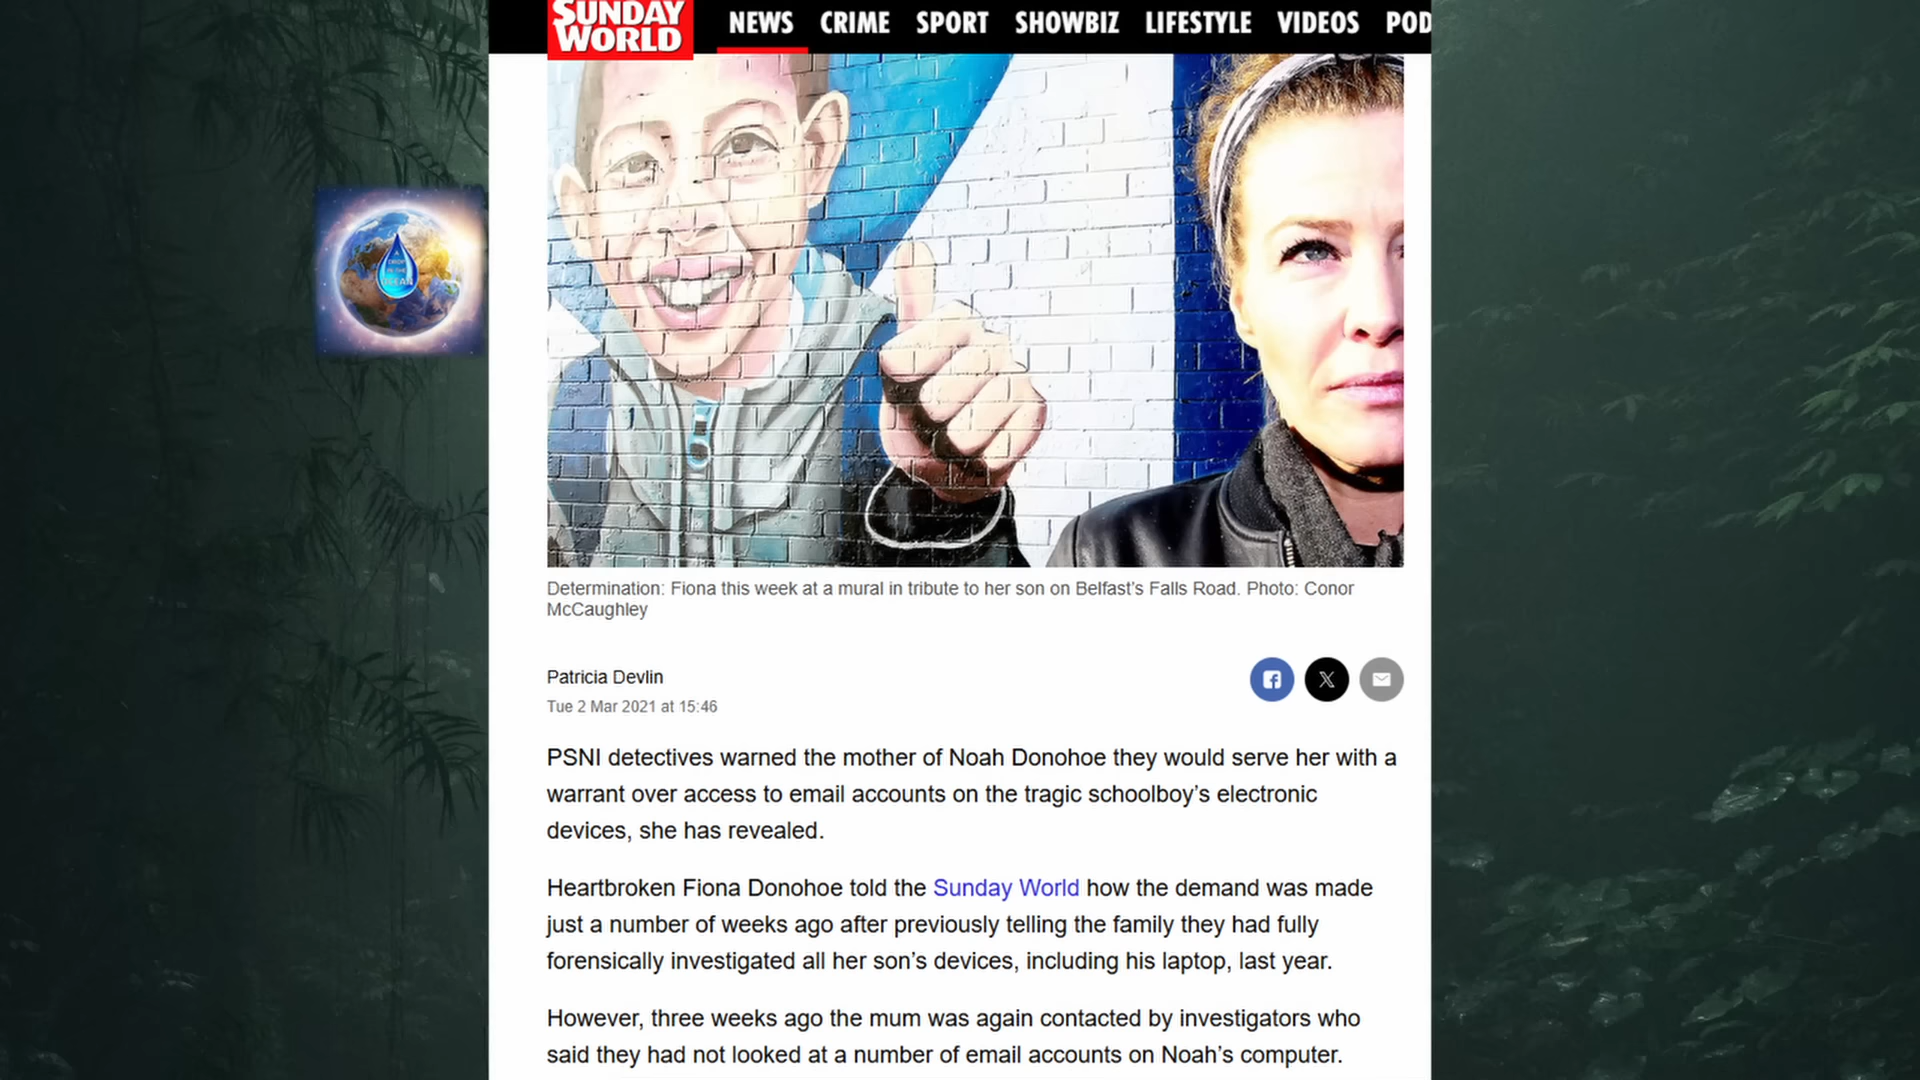 SUNDAY
WORLD
NEWS CRIME SPORT SHOWBIZ LIFESTYLE VIDEOS POD
A
DROP
IN THE
OCEAN
Determination: Fiona this week at a mural in tribute to her son on Belfast's Falls Road. Photo: Conor
McCaughley
Patricia Devlin
Tue 2 Mar 2021 at 15:46
PSNI detectives warned the mother of Noah Donohoe they would serve her with a
warrant over access to email accounts on the tragic schoolboy's electronic
devices, she has revealed.
Heartbroken Fiona Donohoe told the Sunday World how the demand was made
just a number of weeks ago after previously telling the family they had fully
forensically investigated all her son's devices, including his laptop, last year.
However, three weeks ago the mum was again contacted by investigators who
said they had not looked at a number of email accounts on Noah's computer.